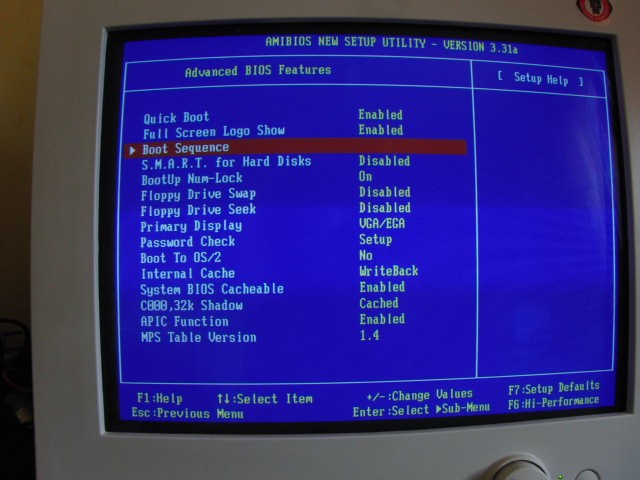 AMIBIOS NEW SETUP UTILITY - VERSION 3.31a
Advanced BIOS Features
[ Setup Help ]
Quick Boot Enabled
Full Screen Logo Show Enabled
▶ Boot Sequence
S.M.A.R.T. for Hard Disks Disabled
BootUp Num-Lock On
Floppy Drive Swap Disabled
Floppy Drive Seek Disabled
Primary Display VGA/EGA
Password Check Setup
Boot To OS/2 No
Internal Cache WriteBack
System BIOS Cacheable Enabled
C000,32k Shadow Cached
APIC Function Enabled
MPS Table Version 1.4
F1:Help ↑↓:Select Item +/-:Change Values F7:Setup Defaults
Esc:Previous Menu Enter:Select ▶Sub-Menu F6:Hi-Performance